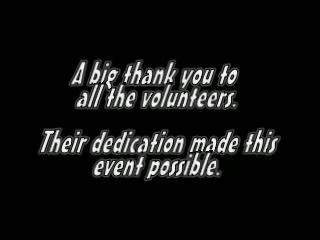 A big thank you to
all the volunteers.
Their dedication made this
event possible.